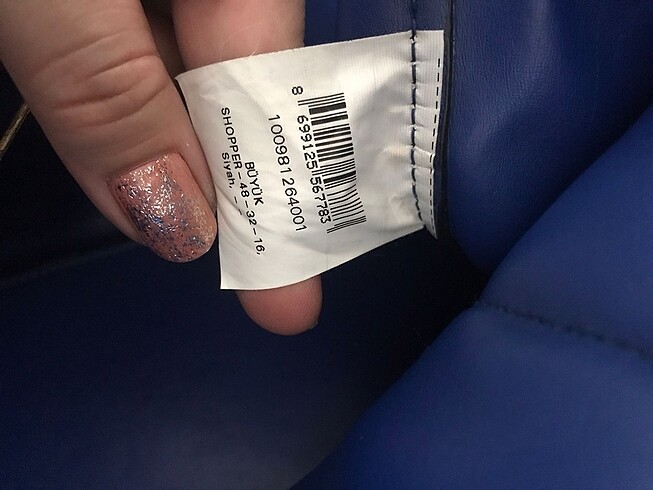 8 699125 567783
100981264001
BÜYÜK
SHOPPER-48-32-16,
Siyah, -